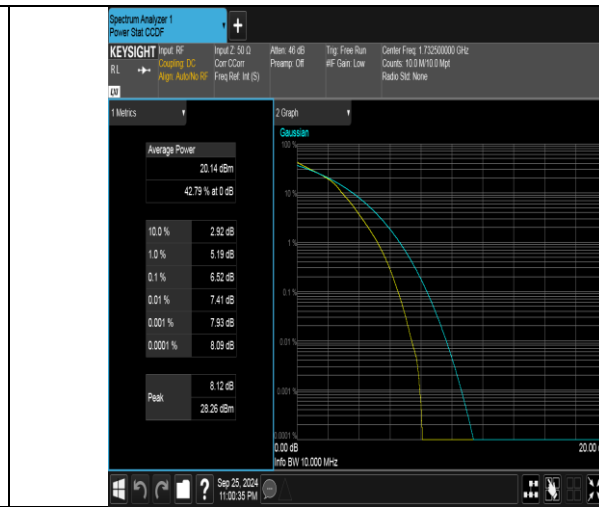 Spectrum Analyzer 1
Power Stat CCDF
KEYSIGHT
RL
Input: RF
Coupling: DC
Align: Auto/No RF
Input Z: 50 Ω
Corr CCorr
Freq Ref: Int (S)
Atten: 46 dB
Preamp: Off
Trig: Free Run
#IF Gain: Low
Center Freq: 1.732500000 GHz
Counts: 10.0 M/10.0 Mpt
Radio Std: None
1 Metrics
Average Power
20.14 dBm
42.79 % at 0 dB
10.0 % 2.92 dB
1.0 % 5.19 dB
0.1 % 6.52 dB
0.01 % 7.41 dB
0.001 % 7.93 dB
0.0001 % 8.09 dB
Peak
8.12 dB
28.26 dBm
2 Graph
Gaussian
100 %
10 %
1 %
0.1 %
0.01 %
0.001 %
0.0001 %
0.00 dB
20.00
Info BW 10.000 MHz
?
Sep 25, 2024
11:00:35 PM